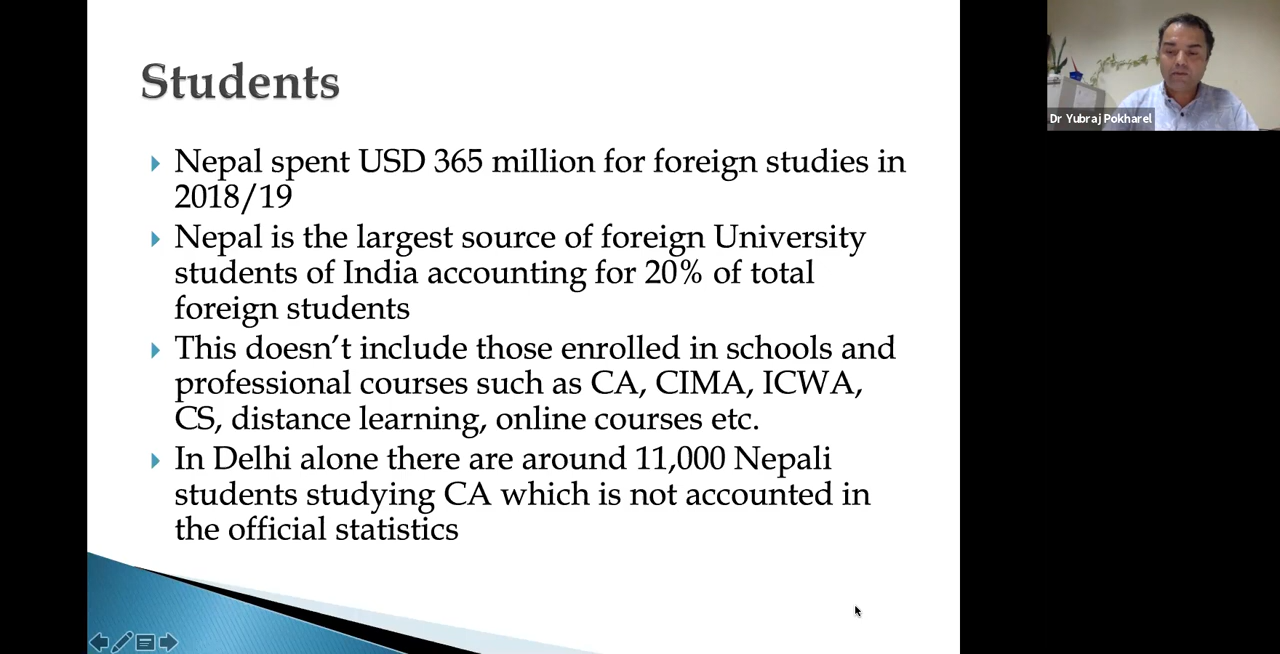 Students
Nepal spent USD 365 million for foreign studies in
2018/19
Nepal is the largest source of foreign University
students of India accounting for 20% of total
foreign students
This doesn't include those enrolled in schools and
professional courses such as CA, CIMA, ICWA,
CS, distance learning, online courses etc.
In Delhi alone there are around 11,000 Nepali
students studying CA which is not accounted in
the official statistics
Dr Yubraj Pokharel